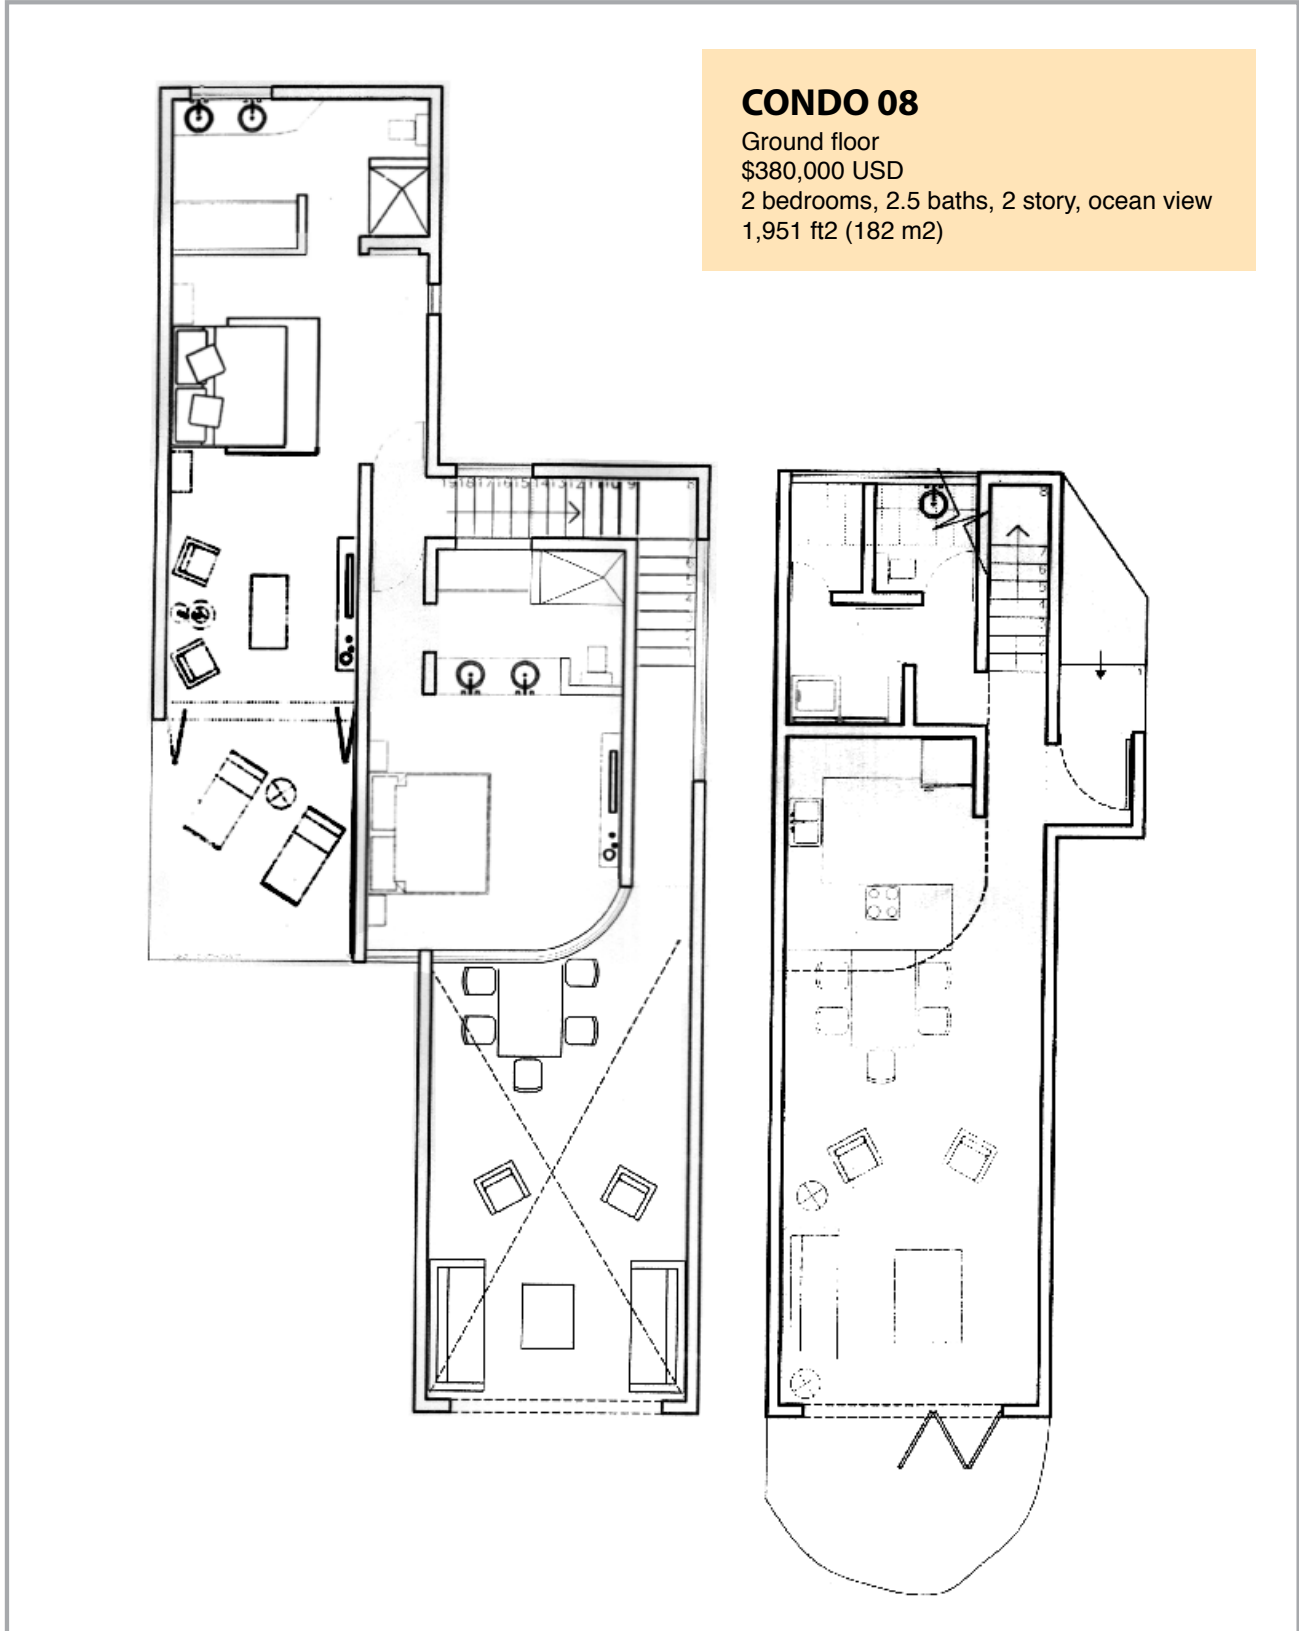 CONDO 08
Ground floor
$380,000 USD
2 bedrooms, 2.5 baths, 2 story, ocean view
1,951 ft2 (182 m2)